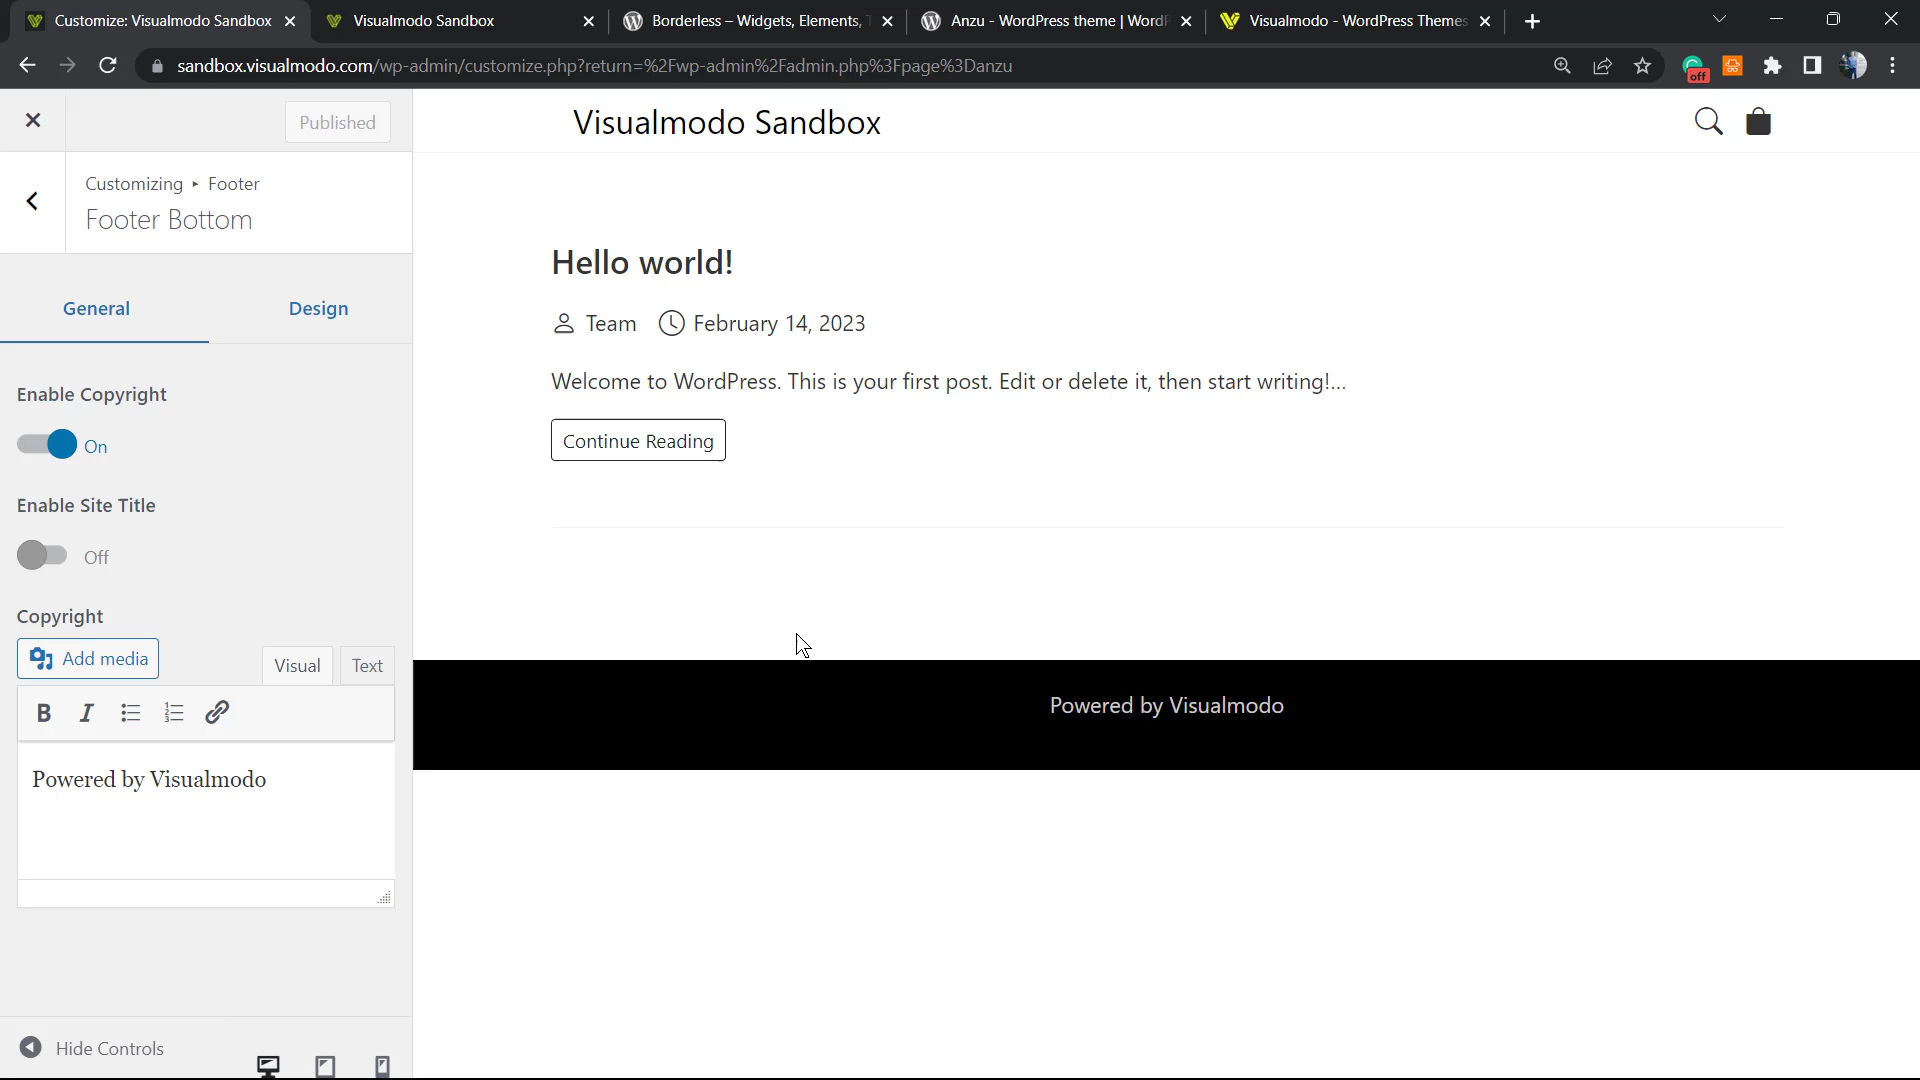 Customize: Visualmodo Sandbox
Visualmodo Sandbox
Borderless – Widgets, Elements, T
Anzu - WordPress theme | WordP
Visualmodo - WordPress Themes
sandbox.visualmodo.com/wp-admin/customize.php?return=%2Fwp-admin%2Fadmin.php%3Fpage%3Danzu
off
Published
Customizing ▸ Footer
Footer Bottom
General
Design
Enable Copyright
On
Enable Site Title
Off
Copyright
Add media
Visual
Text
B
I
Powered by Visualmodo
Hide Controls
Visualmodo Sandbox
Hello world!
Team
February 14, 2023
Welcome to WordPress. This is your first post. Edit or delete it, then start writing!...
Continue Reading
Powered by Visualmodo